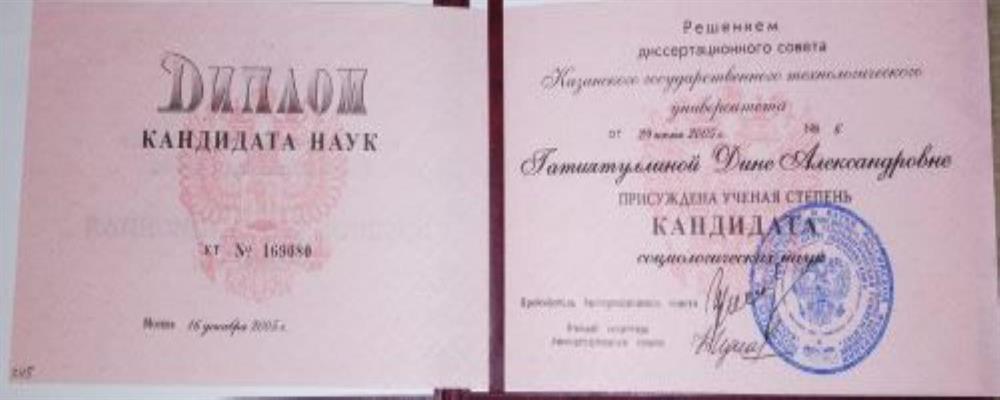 ДИПЛОМ
КАНДИДАТА НАУК
КТ № 169080
Москва 16 декабря 2005 г.
Решением
диссертационного совета
Казанского государственного технологического
университета
от 29 июня 2005 г. № 6
Гатиятуллиной Дине Александровне
ПРИСУЖДЕНА УЧЕНАЯ СТЕПЕНЬ
КАНДИДАТА
социологических наук
Председатель диссертационного совета
Ученый секретарь
диссертационного совета